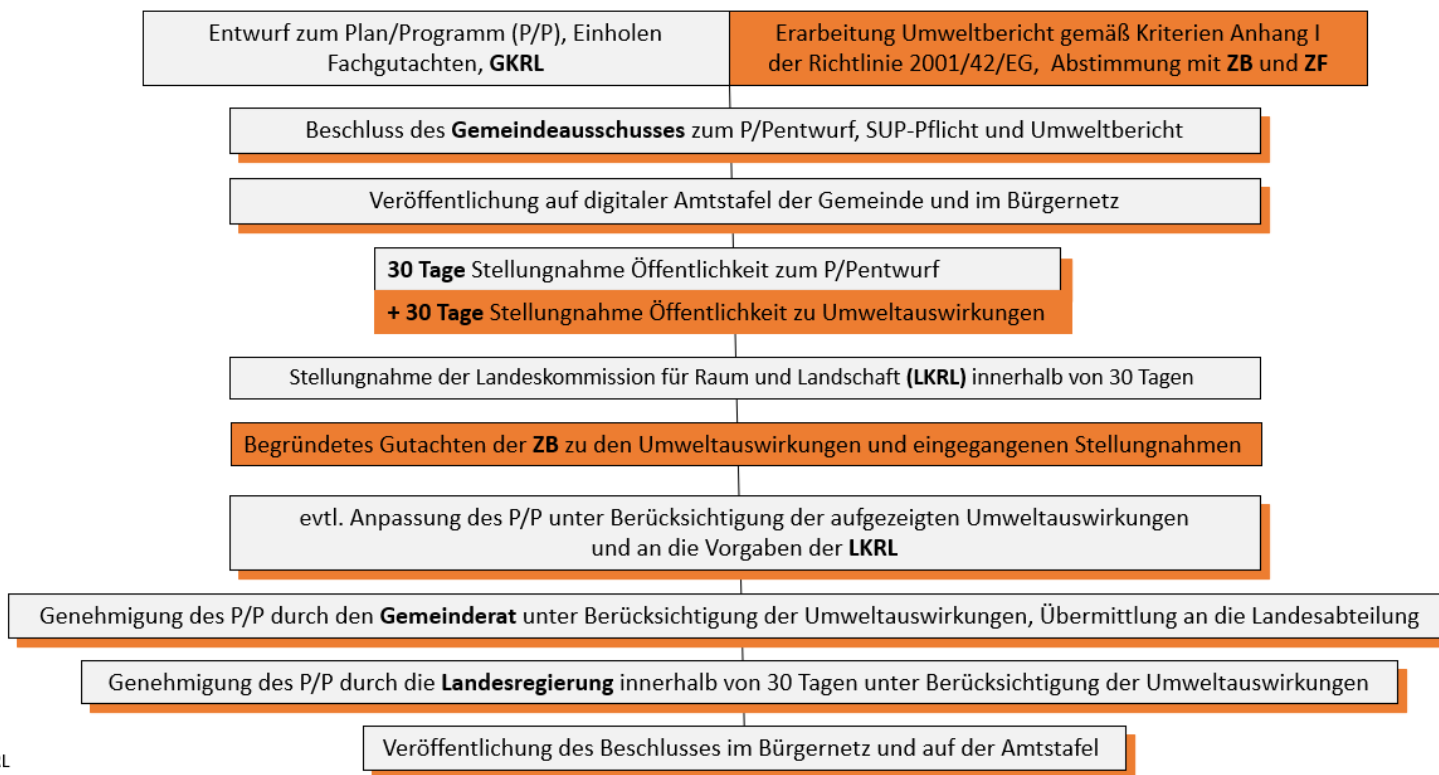 Entwurf zum Plan/Programm (P/P), Einholen
Fachgutachten, GKRL
Erarbeitung Umweltbericht gemäß Kriterien Anhang I
der Richtlinie 2001/42/EG, Abstimmung mit ZB und ZF
Beschluss des Gemeindeausschusses zum P/Pentwurf, SUP-Pflicht und Umweltbericht
Veröffentlichung auf digitaler Amtstafel der Gemeinde und im Bürgernetz
30 Tage Stellungnahme Öffentlichkeit zum P/Pentwurf
+ 30 Tage Stellungnahme Öffentlichkeit zu Umweltauswirkungen
Stellungnahme der Landeskommission für Raum und Landschaft (LKRL) innerhalb von 30 Tagen
Begründetes Gutachten der ZB zu den Umweltauswirkungen und eingegangenen Stellungnahmen
evtl. Anpassung des P/P unter Berücksichtigung der aufgezeigten Umweltauswirkungen
und an die Vorgaben der LKRL
Genehmigung des P/P durch den Gemeinderat unter Berücksichtigung der Umweltauswirkungen, Übermittlung an die Landesabteilung
Genehmigung des P/P durch die Landesregierung innerhalb von 30 Tagen unter Berücksichtigung der Umweltauswirkungen
Veröffentlichung des Beschlusses im Bürgernetz und auf der Amtstafel